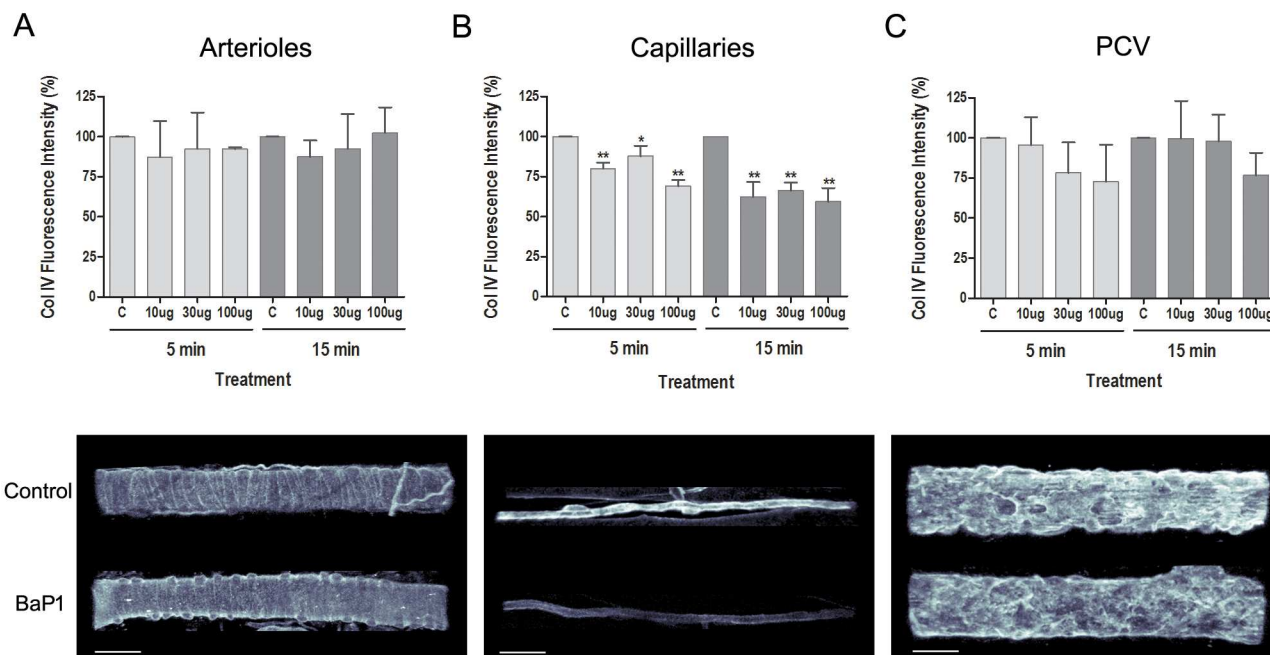 A
Arterioles
Col IV Fluorescence Intensity (%)
125
100
75
50
25
0
C 10ug 30ug 100ug C 10ug 30ug 100ug
5 min 15 min
Treatment
B
Capillaries
Col IV Fluorescence Intensity (%)
125
100
75
50
25
0
** * ** ** ** **
C 10ug 30ug 100ug C 10ug 30ug 100ug
5 min 15 min
Treatment
C
PCV
Col IV Fluorescence Intensity (%)
125
100
75
50
25
0
C 10ug 30ug 100ug C 10ug 30ug 100ug
5 min 15 min
Treatment
Control
BaP1